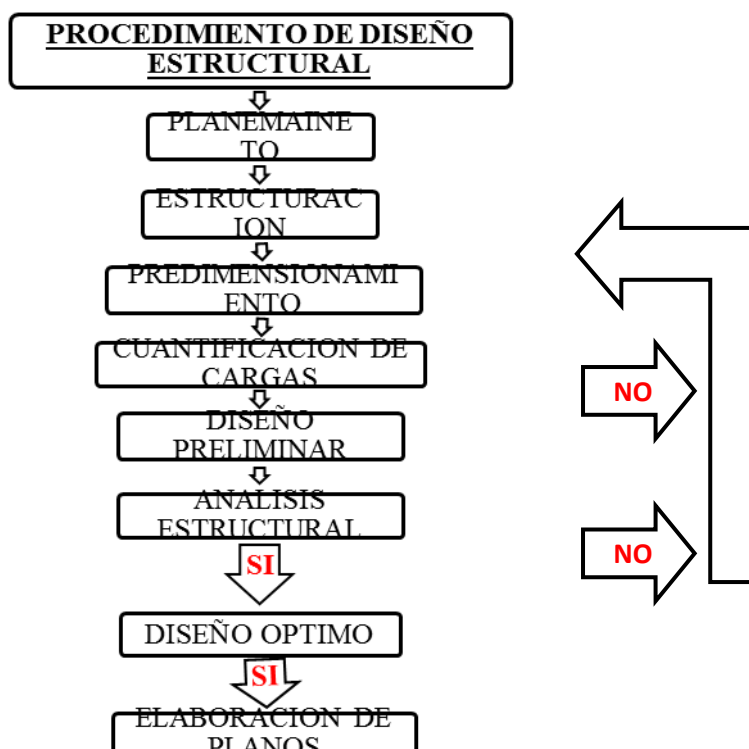 PROCEDIMIENTO DE DISEÑO
ESTRUCTURAL
PLANEMAINE
TO
ESTRUCTURAC
ION
PREDIMENSIONAMI
ENTO
CUANTIFICACION DE
CARGAS
NO
DISEÑO
PRELIMINAR
ANALISIS
ESTRUCTURAL
NO
SI
DISEÑO OPTIMO
SI
ELABORACION DE
PLANOS